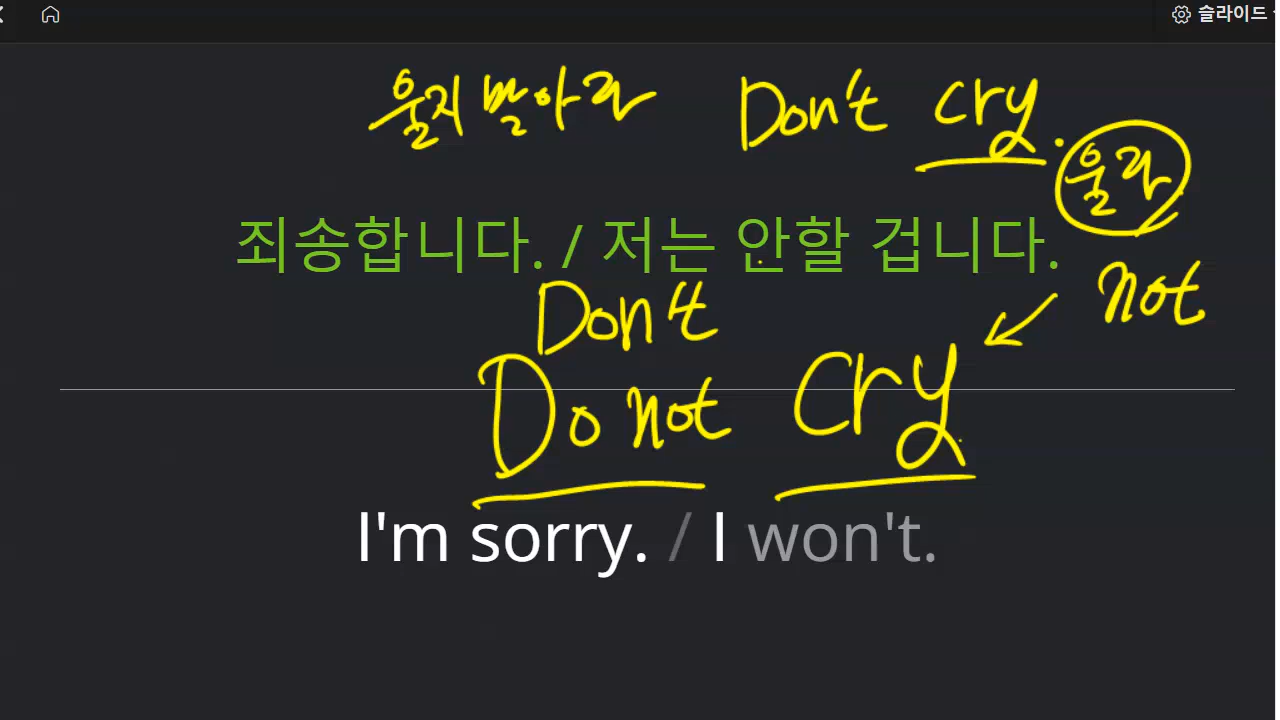 슬라이드
울지 말아라 Don't cry.
울라
죄송합니다. / 저는 안할 겁니다.
not
Don't
Do not cry
I'm sorry. / I won't.